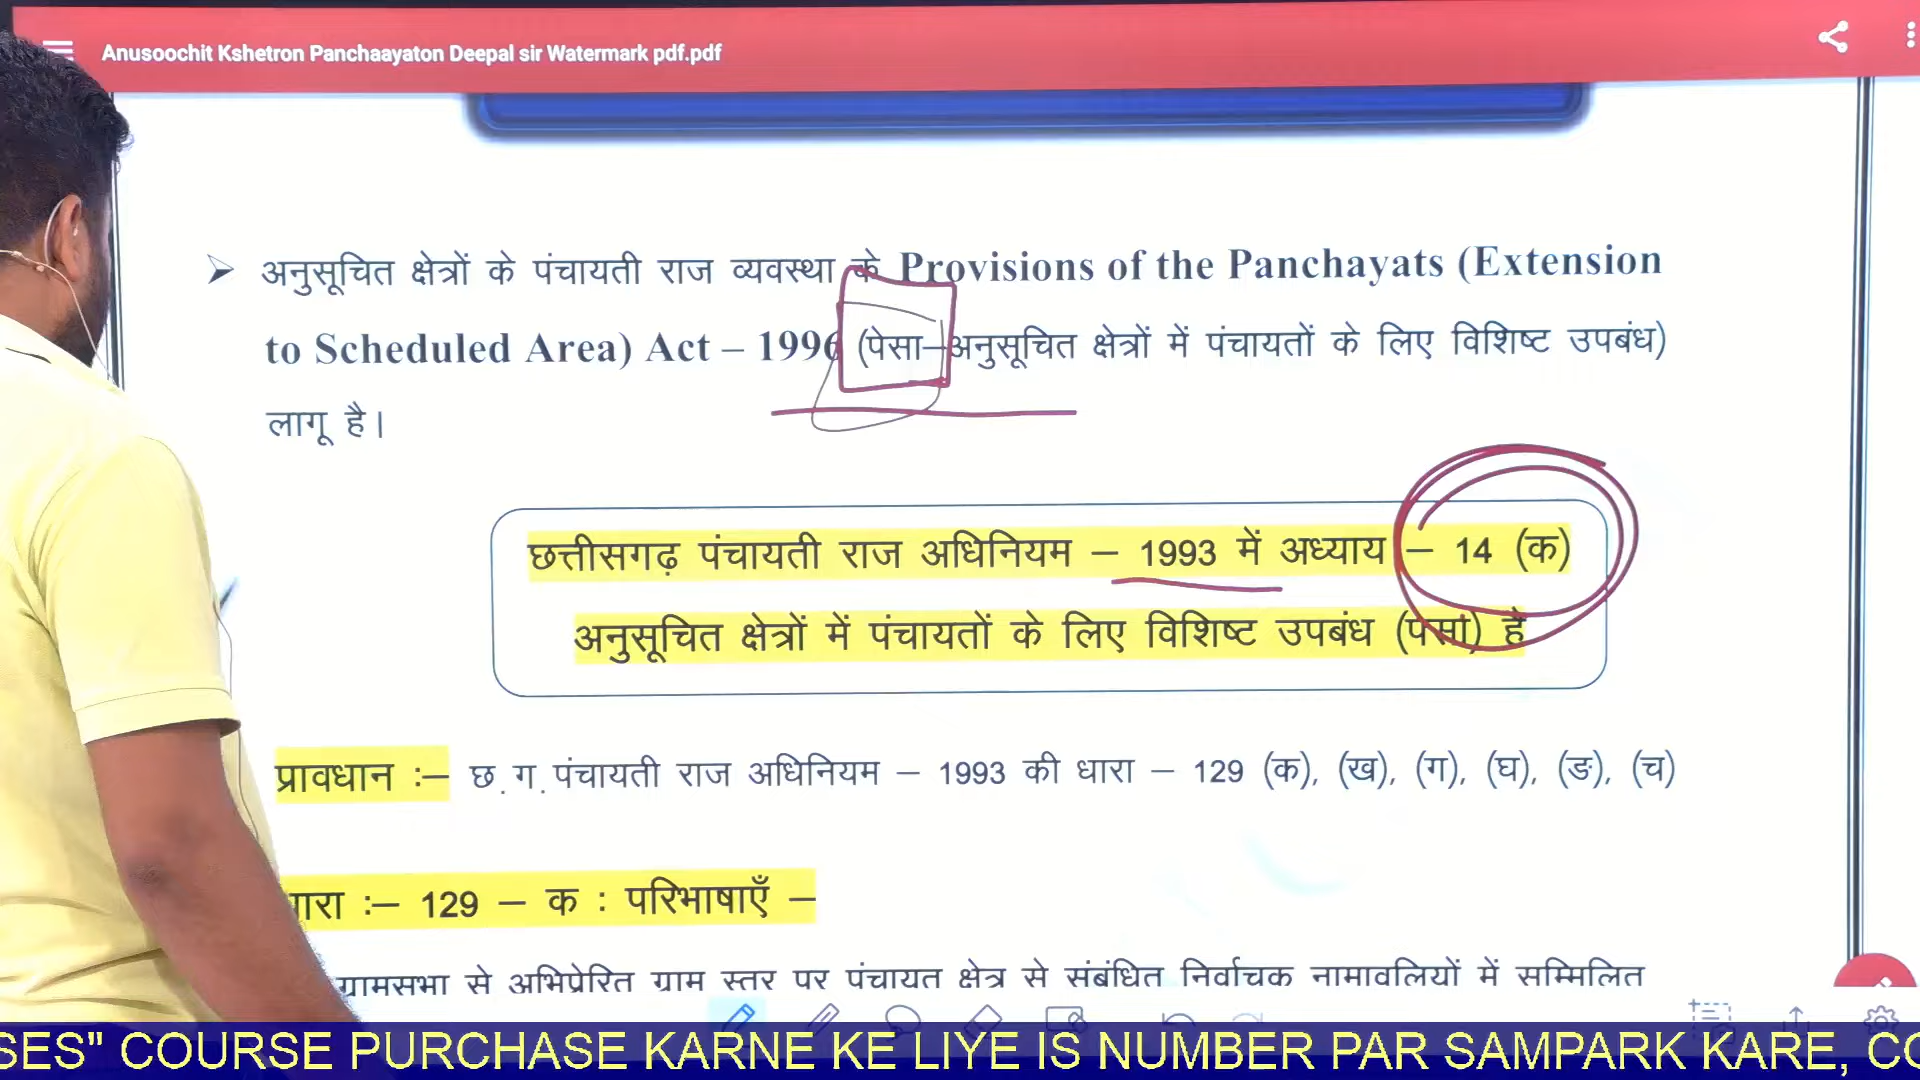 Anusoochit Kshetron Panchaayaton Deepal sir Watermark pdf.pdf
➢ अनुसूचित क्षेत्रों के पंचायती राज व्यवस्था के Provisions of the Panchayats (Extension
to Scheduled Area) Act – 1996 (पेसा–अनुसूचित क्षेत्रों में पंचायतों के लिए विशिष्ट उपबंध)
लागू है।
छत्तीसगढ़ पंचायती राज अधिनियम – 1993 में अध्याय – 14 (क)
अनुसूचित क्षेत्रों में पंचायतों के लिए विशिष्ट उपबंध (पेसा) है
प्रावधान :– छ.ग.पंचायती राज अधिनियम – 1993 की धारा – 129 (क), (ख), (ग), (घ), (ङ), (च)
:– 129 – क : परिभाषाएँ –
ग्रामसभा से अभिप्रेरित ग्राम स्तर पर पंचायत क्षेत्र से संबंधित निर्वाचक नामावलियों में सम्मिलित
SES" COURSE PURCHASE KARNE KE LIYE IS NUMBER PAR SAMPARK KARE,